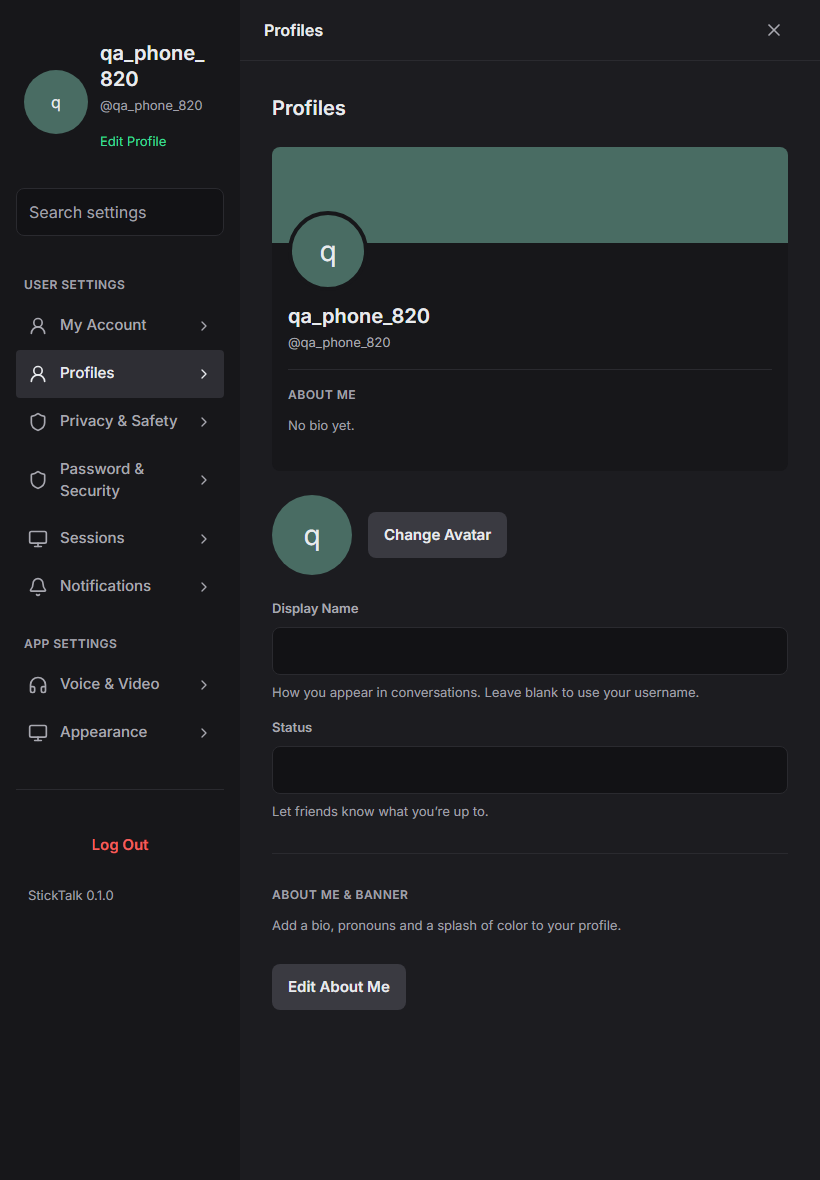 qa_phone_
820
@qa_phone_820
Edit Profile
q
Search settings
USER SETTINGS
My Account
Profiles
Privacy & Safety
Password &
Security
Sessions
Notifications
APP SETTINGS
Voice & Video
Appearance
Log Out
StickTalk 0.1.0
Profiles
Profiles
q
qa_phone_820
@qa_phone_820
ABOUT ME
No bio yet.
q
Change Avatar
Display Name
How you appear in conversations. Leave blank to use your username.
Status
Let friends know what you’re up to.
ABOUT ME & BANNER
Add a bio, pronouns and a splash of color to your profile.
Edit About Me